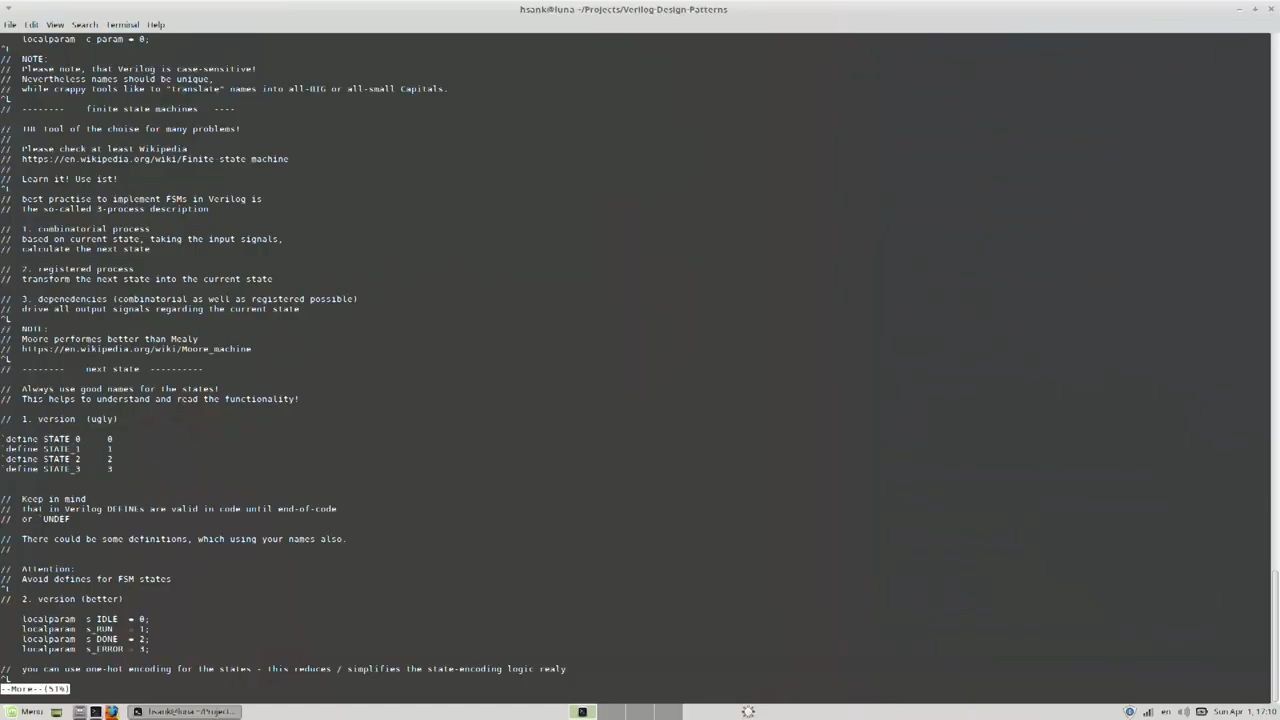 hsank@luna ~/Projects/Verilog-Design-Patterns
File Edit View Search Terminal Help
localparam c_param = 0;
^L
// NOTE:
// Please note, that Verilog is case-sensitive!
// Nevertheless names should be unique,
// while crappy tools like to "translate" names into all-BIG or all-small Capitals.
^L
// -------- finite state machines ----
// THE Tool of the choise for many problems!
//
// Please check at least Wikipedia
// https://en.wikipedia.org/wiki/Finite-state_machine
//
// Learn it! Use ist!
^L
// best practise to implement FSMs in Verilog is
// the so-called 3-process description
// 1. combinatorial process
// based on current state, taking the input signals,
// calculate the next state
// 2. registered process
// transform the next state into the current state
// 3. depenedencies (combinatorial as well as registered possible)
// drive all output signals regarding the current state
^L
// NOTE:
// Moore performes better than Mealy
// https://en.wikipedia.org/wiki/Moore_machine
^L
// -------- next state ----------
// Always use good names for the states!
// This helps to understand and read the functionality!
// 1. version (ugly)
`define STATE_0 0
`define STATE_1 1
`define STATE_2 2
`define STATE_3 3
// Keep in mind
// that in Verilog DEFINEs are valid in code until end-of-code
// or `UNDEF
// There could be some definitions, which using your names also.
//
// Attention:
// Avoid defines for FSM states
^L
// 2. version (better)
localparam s_IDLE = 0;
localparam s_RUN = 1;
localparam s_DONE = 2;
localparam s_ERROR = 3;
// you can use one-hot encoding for the states - this reduces / simplifies the state-encoding logic realy
^L
--More--(51%)
Menu hsank@luna ~/Project... en Sun Apr 1, 17:10